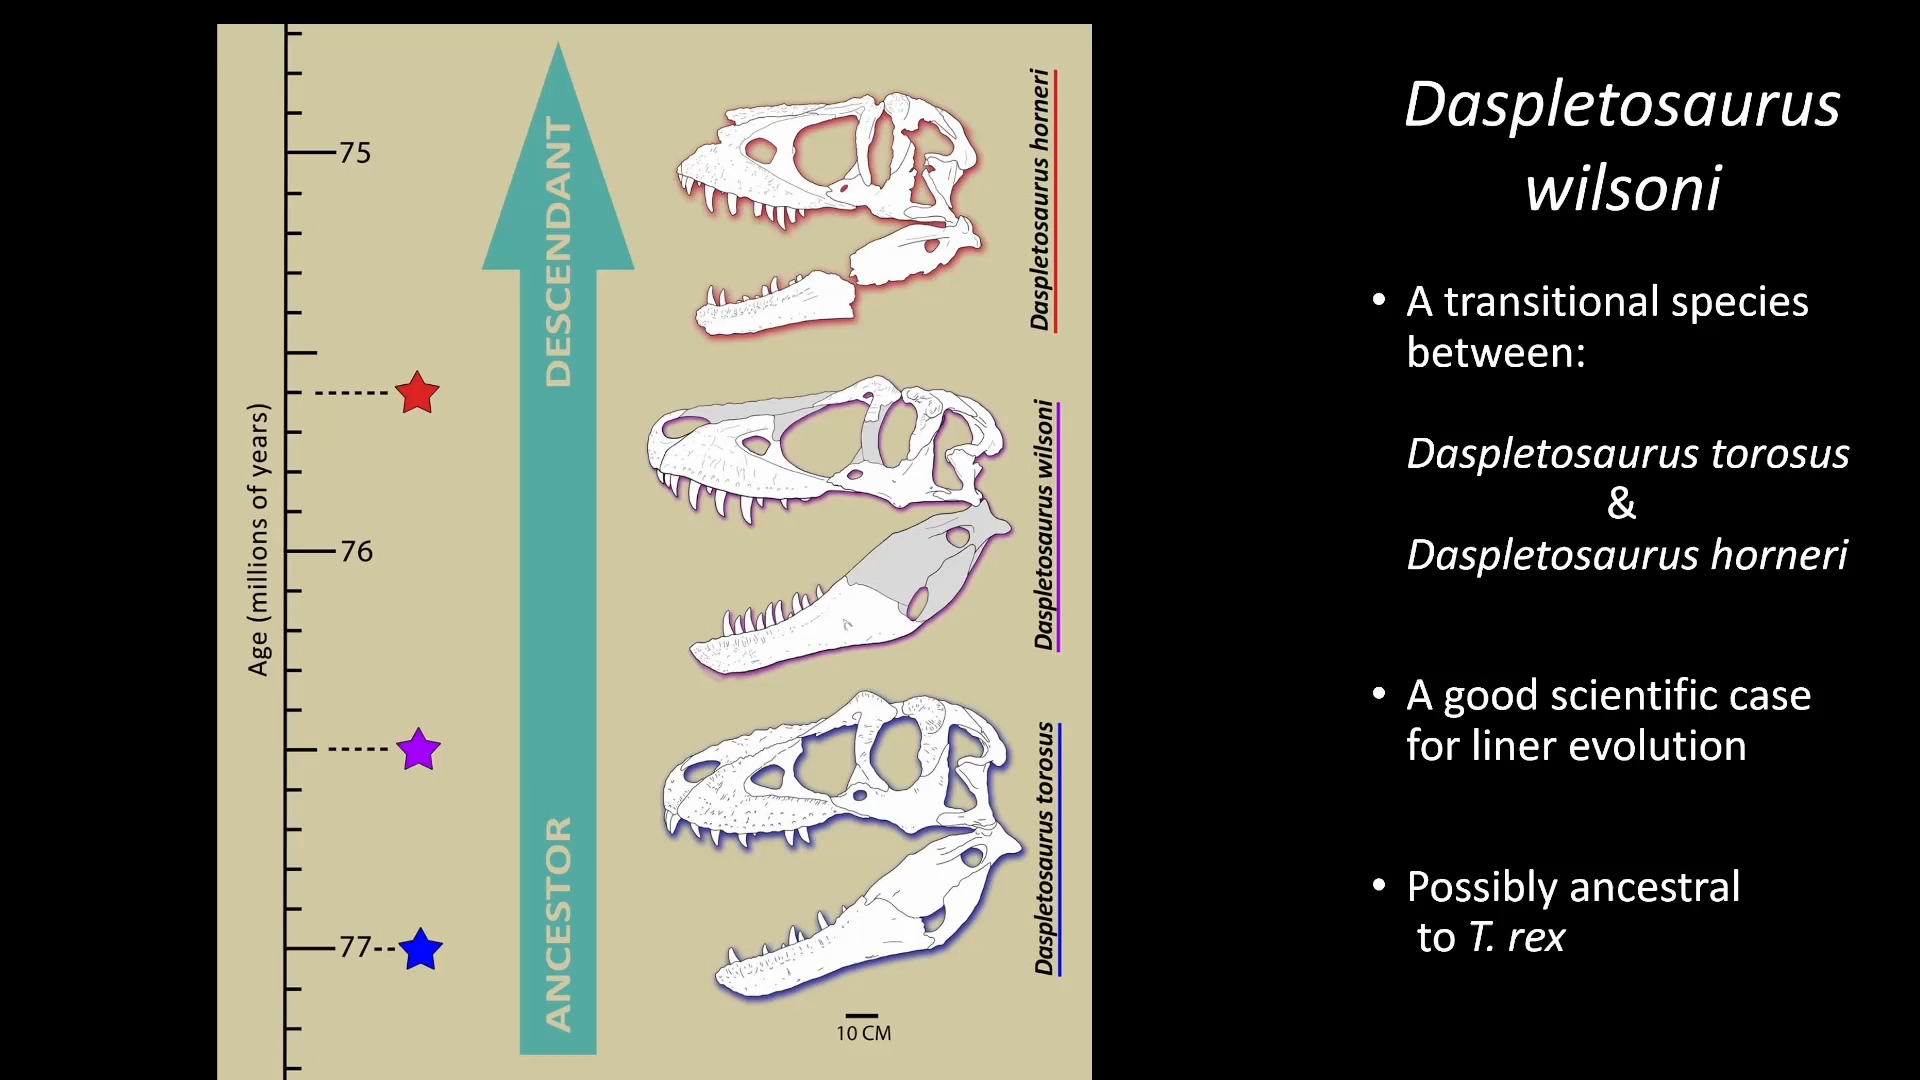 Daspletosaurus
wilsoni
• A transitional species
between:
Daspletosaurus torosus
&
Daspletosaurus horneri
• A good scientific case
for liner evolution
• Possibly ancestral
to T. rex
Age (millions of years)
75
76
77
DESCENDANT
ANCESTOR
Daspletosaurus horneri
Daspletosaurus wilsoni
Daspletosaurus torosus
10 CM